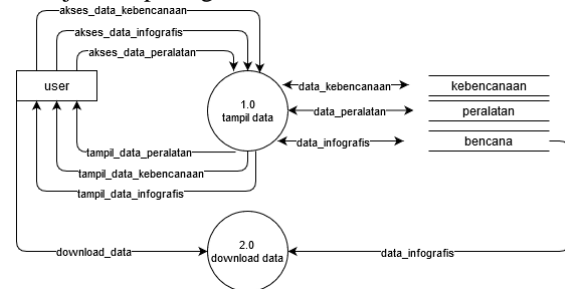 akses_data_kebencanaan
akses_data_infografis
akses_data_peralatan
user
1.0
tampil data
data_kebencanaan
data_peralatan
data_infografis
kebencanaan
peralatan
bencana
tampil_data_peralatan
tampil_data_kebencanaan
tampil_data_infografis
download_data
2.0
download data
data_infografis